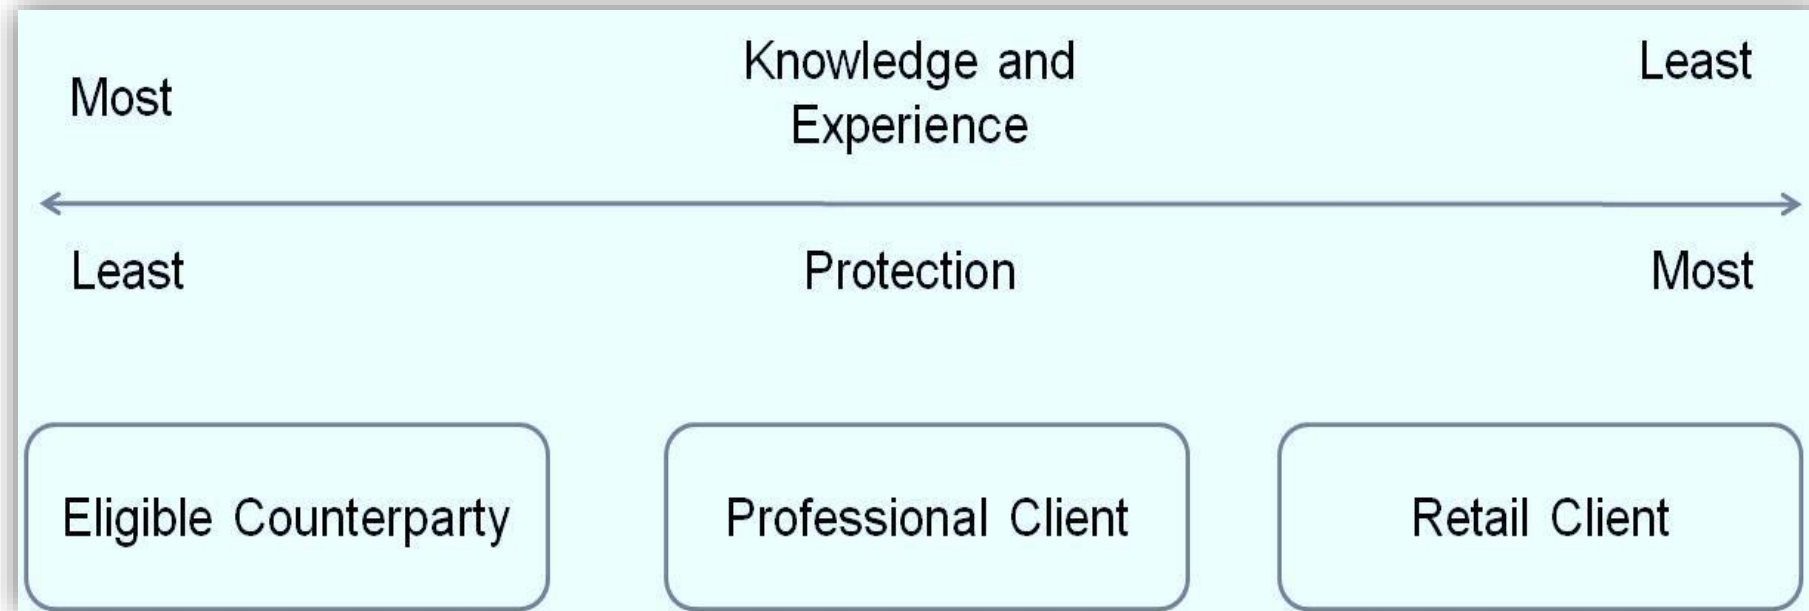 Most
Knowledge and
Experience
Least
Least
Protection
Most
Eligible Counterparty
Professional Client
Retail Client